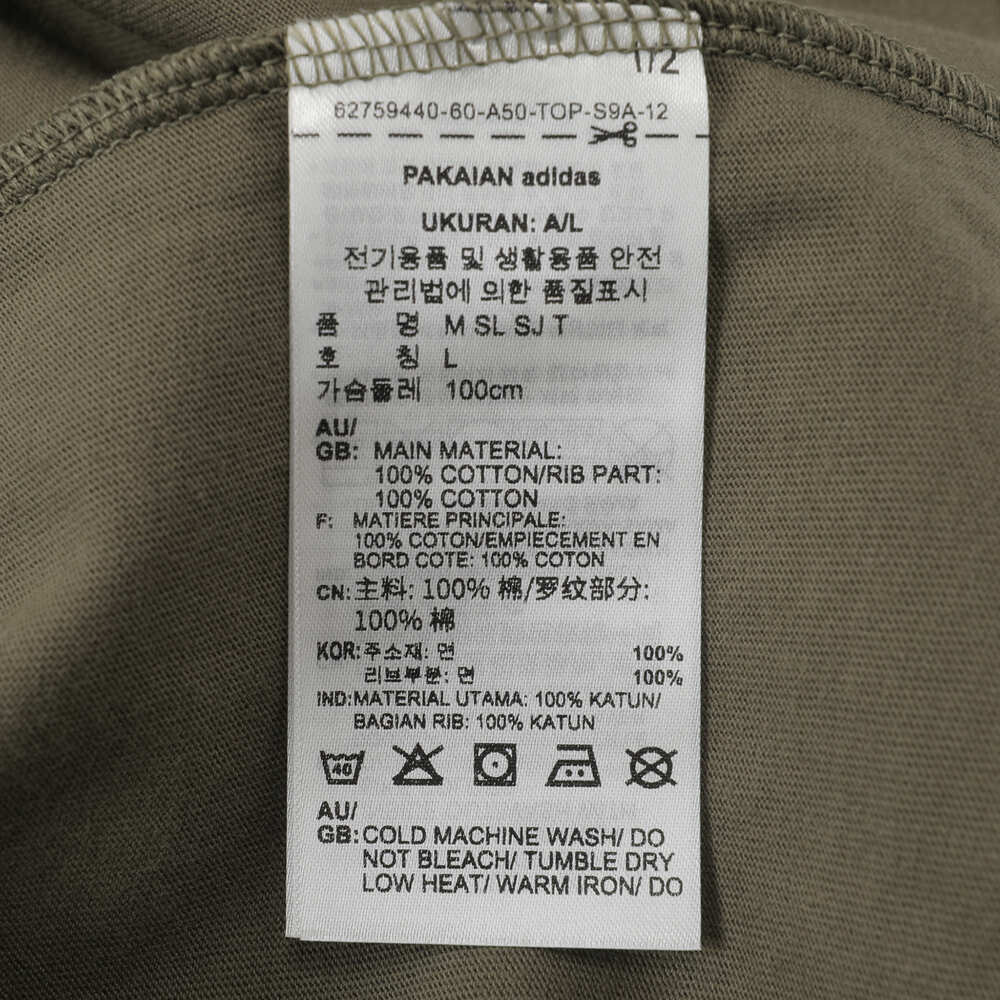 1/2
62759440-60-A50-TOP-S9A-12
PAKAIAN adidas
UKURAN: A/L
전기용품 및 생활용품 안전
관리법에 의한 품질표시
품 명 M SL SJ T
호 칭 L
가슴둘레 100cm
AU/
GB: MAIN MATERIAL:
100% COTTON/RIB PART:
100% COTTON
F: MATIERE PRINCIPALE:
100% COTON/EMPIECEMENT EN
BORD COTE: 100% COTON
CN: 主料: 100% 棉/罗纹部分:
100% 棉
KOR: 주소재: 면 100%
리브부분: 면 100%
IND: MATERIAL UTAMA: 100% KATUN/
BAGIAN RIB: 100% KATUN
40
AU/
GB: COLD MACHINE WASH/ DO
NOT BLEACH/ TUMBLE DRY
LOW HEAT/ WARM IRON/ DO